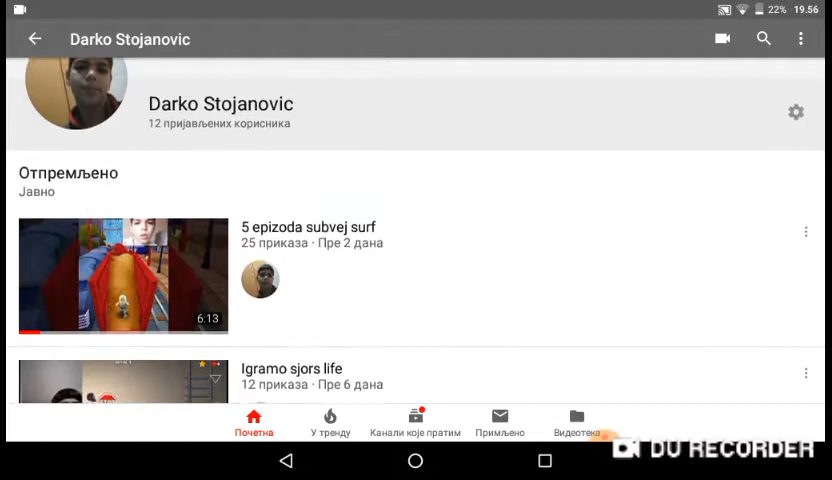 22% 19.56
Darko Stojanovic
Darko Stojanovic
12 пријављених корисника
Отпремљено
Јавно
5 epizoda subvej surf
25 приказа · Пре 2 дана
6:13
Igramo sjors life
12 приказа · Пре 6 дана
Почетна У тренду Канали које пратим Примљено Видеотека
DU RECORDER